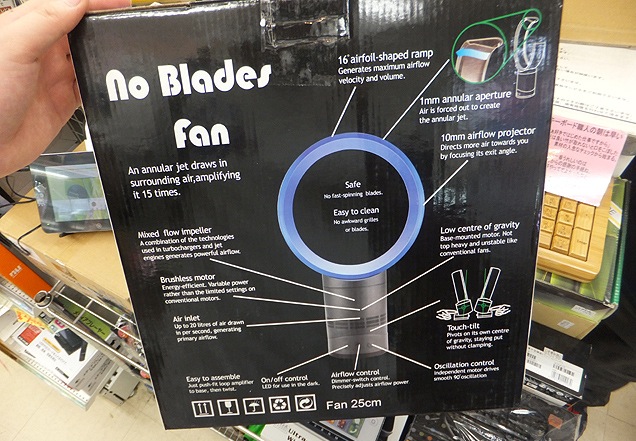 No Blades
Fan
An annular jet draws in
surrounding air,amplifying
it 15 times.
16°airfoil-shaped ramp
Generates maximum airflow
velocity and volume.
1mm annular aperture
Air is forced out to create
the annular jet.
10mm airflow projector
Directs more air towards you
by focusing its exit angle.
Safe
No fast-spinning blades.
Easy to clean
No awkward grilles
or blades.
Mixed flow impeller
A combination of the technologies
used in turbochargers and jet
engines generates powerful airflow.
Brushless motor
Energy-efficient. Variable power
rather than the limited settings on
conventional motors.
Air inlet
Up to 20 litres of air drawn
in per second, generating
primary airflow.
Low centre of gravity
Base-mounted motor. Not
top heavy and unstable like
conventional fans.
Touch-tilt
Pivots on its own centre
of gravity, staying put
without clamping.
Easy to assemble
Just push-fit loop amplifier
to base, then twist.
On/off control
LED for use in the dark.
Airflow control
Dimmer-switch control.
Precisely adjusts airflow power
Oscillation control
independent motor drives
smooth 90°oscillation
Fan 25cm